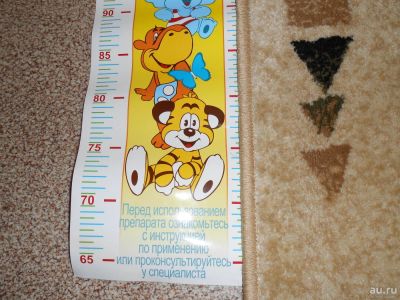 90
85
80
75
70
Перед использованием
препарата ознакомьтесь
с инструкцией
по применению
или проконсультируйтесь
у специалиста
65
au.ru